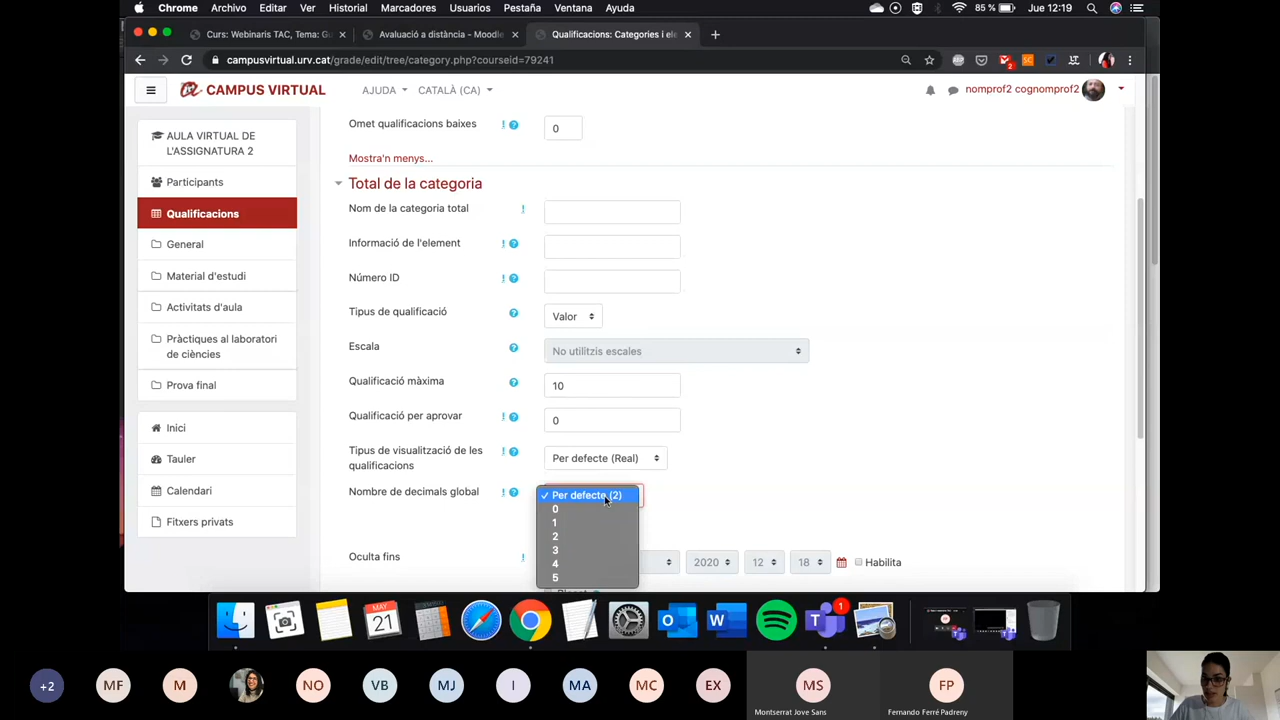 Chrome Archivo Editar Ver Historial Marcadores Usuarios Pestaña Ventana Ayuda 85 % Jue 12:19
Curs: Webinaris TAC, Tema: Gu × Avaluació a distància - Moodle × Qualificacions: Categories i ele × +
campusvirtual.urv.cat/grade/edit/tree/category.php?courseid=79241
CAMPUS VIRTUAL AJUDA CATALÀ (CA) nomprof2 cognomprof2
AULA VIRTUAL DE
L'ASSIGNATURA 2
Participants
Qualificacions
General
Material d'estudi
Activitats d'aula
Pràctiques al laboratori
de ciències
Prova final
Inici
Tauler
Calendari
Fitxers privats
Omet qualificacions baixes ! ? 0
Mostra'n menys...
Total de la categoria
Nom de la categoria total !
Informació de l'element ! ?
Número ID ! ?
Tipus de qualificació ? Valor
Escala ? No utilitzis escales
Qualificació màxima ? 10
Qualificació per aprovar ! ? 0
Tipus de visualització de les
qualificacions ! ? Per defecte (Real)
Nombre de decimals global ! ? ✓ Per defecte (2)
0
1
2
3
4
5
Oculta fins ! 2020 12 18 Habilita
MAY
21
1
+2 MF M NO VB MJ I MA MC EX MS FP
Montserrat Jove Sans Fernando Ferré Padreny